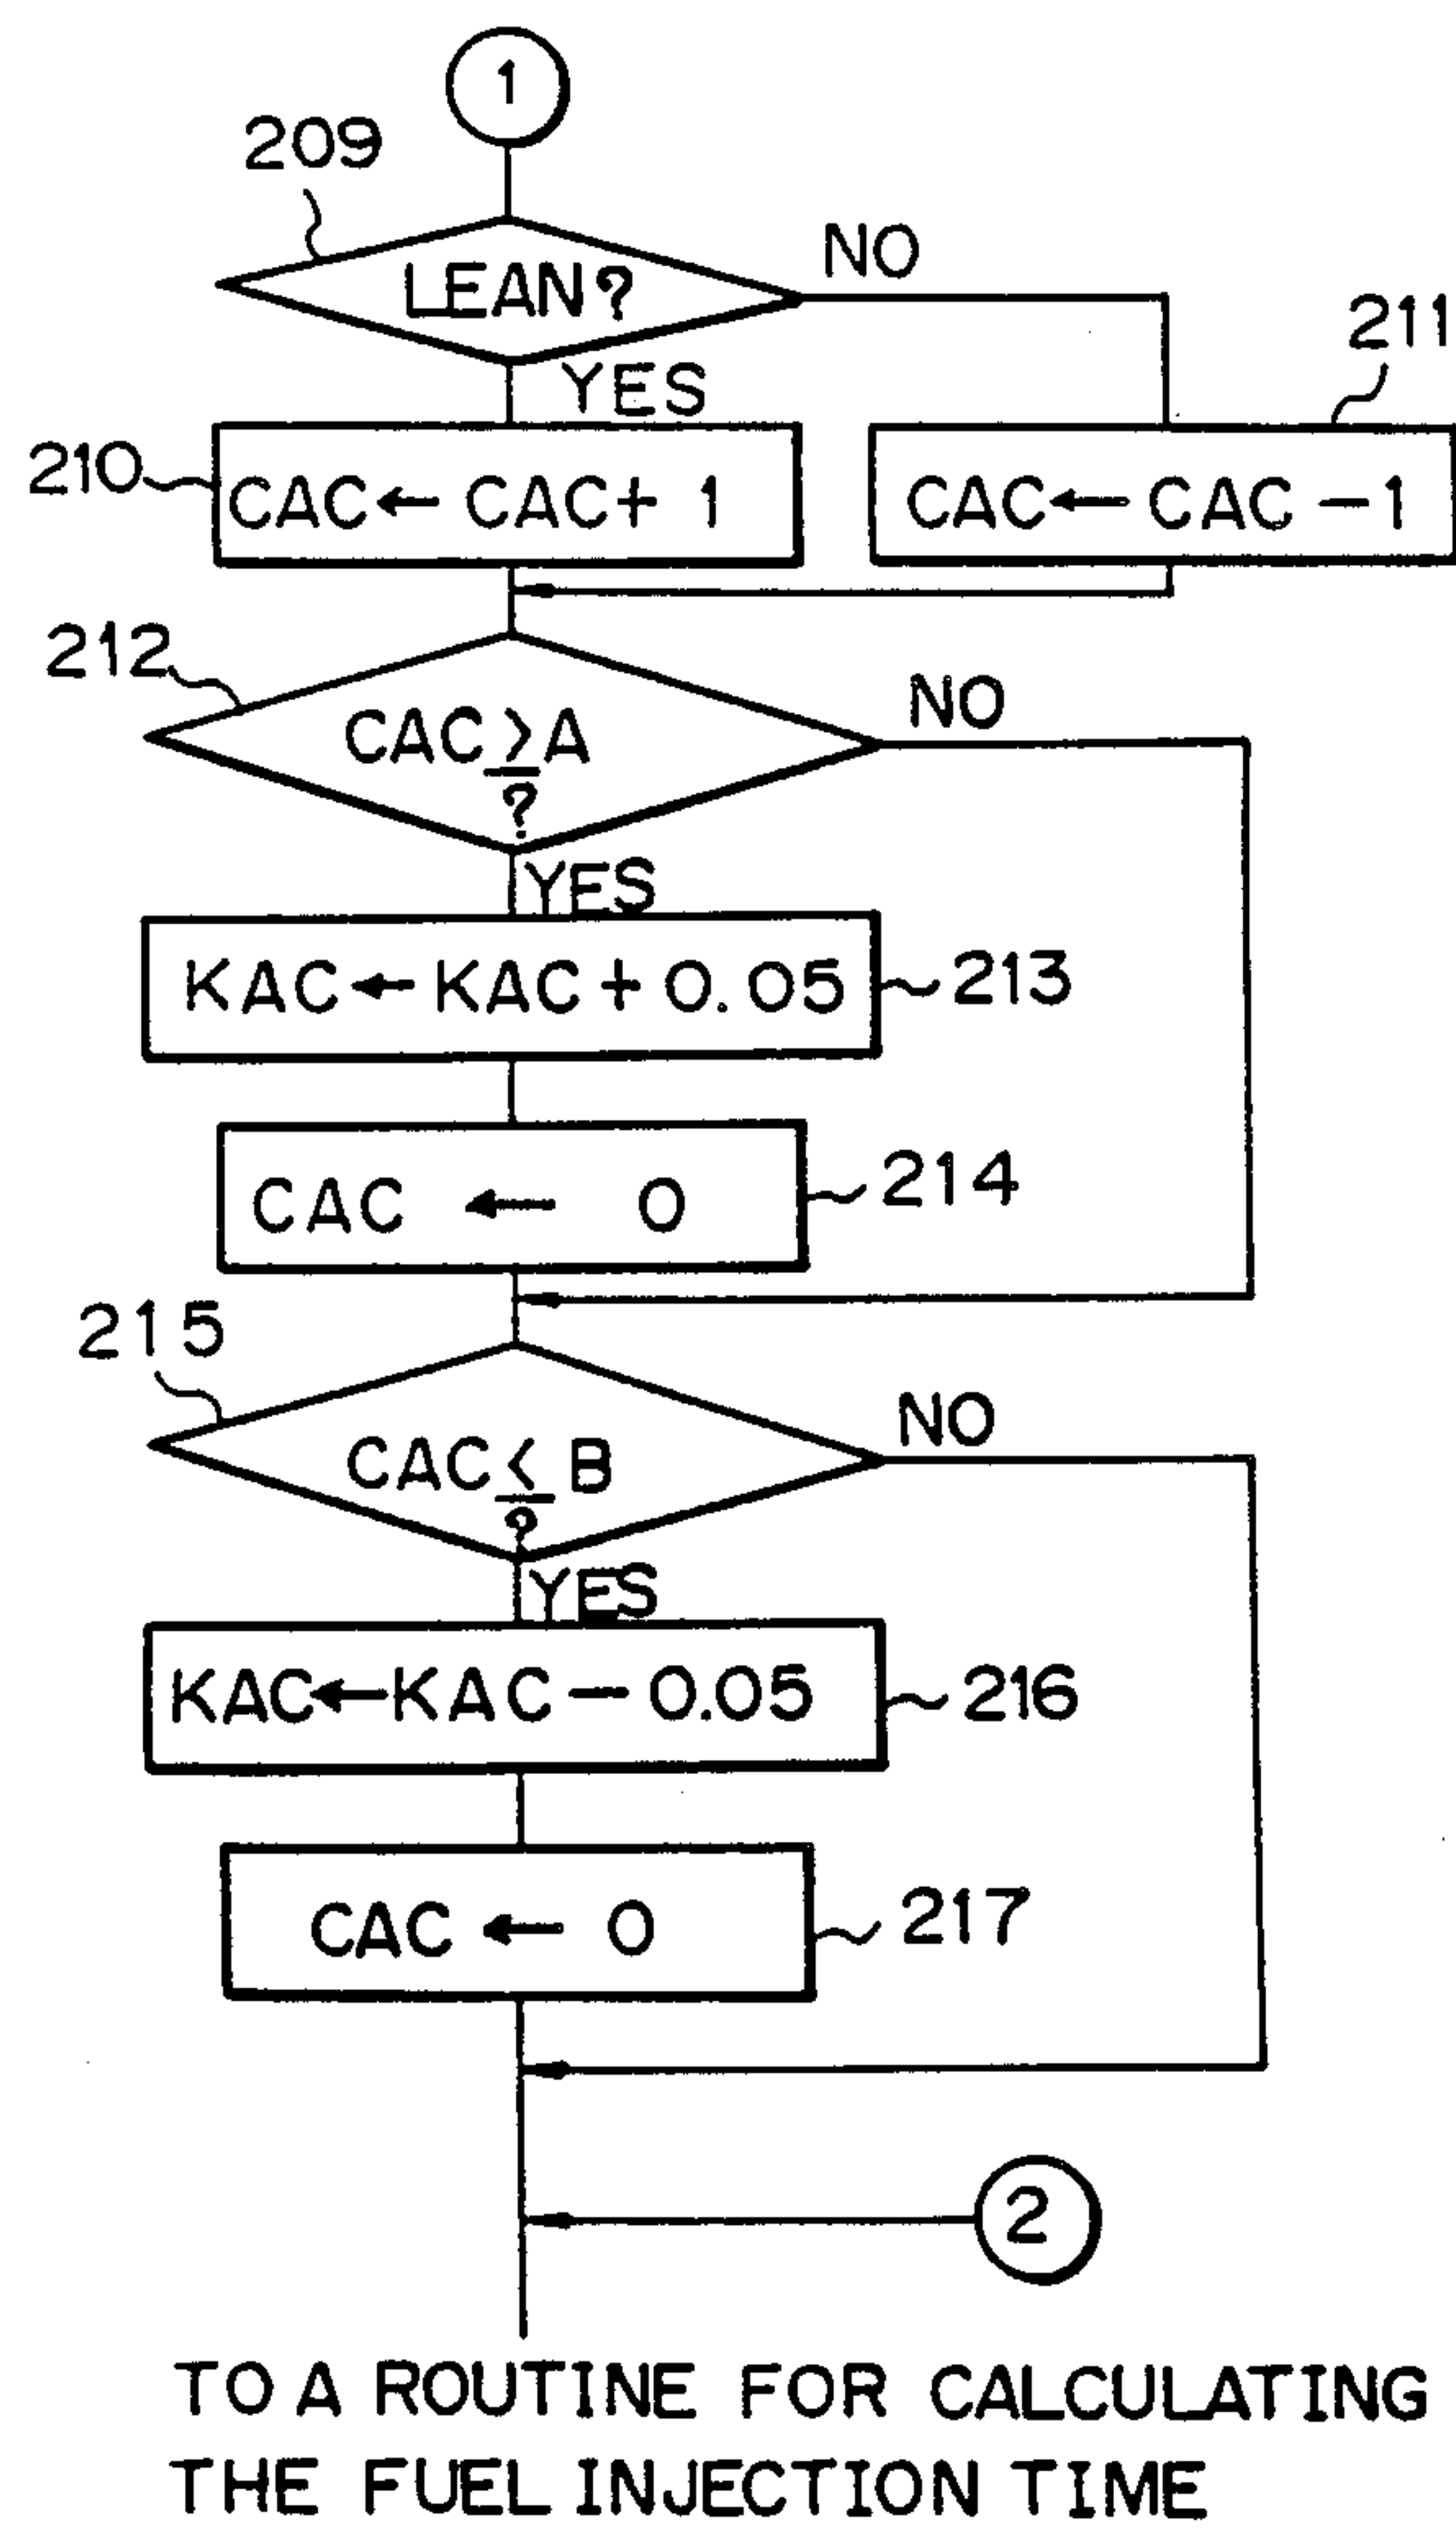 1
209
LEAN?
NO
211
YES
210
CAC ← CAC + 1
CAC ← CAC - 1
212
CAC ≥ A
?
NO
YES
KAC ← KAC + 0.05
213
CAC ← 0
214
215
CAC ≤ B
?
NO
YES
KAC ← KAC - 0.05
216
CAC ← 0
217
2
TO A ROUTINE FOR CALCULATING
THE FUEL INJECTION TIME